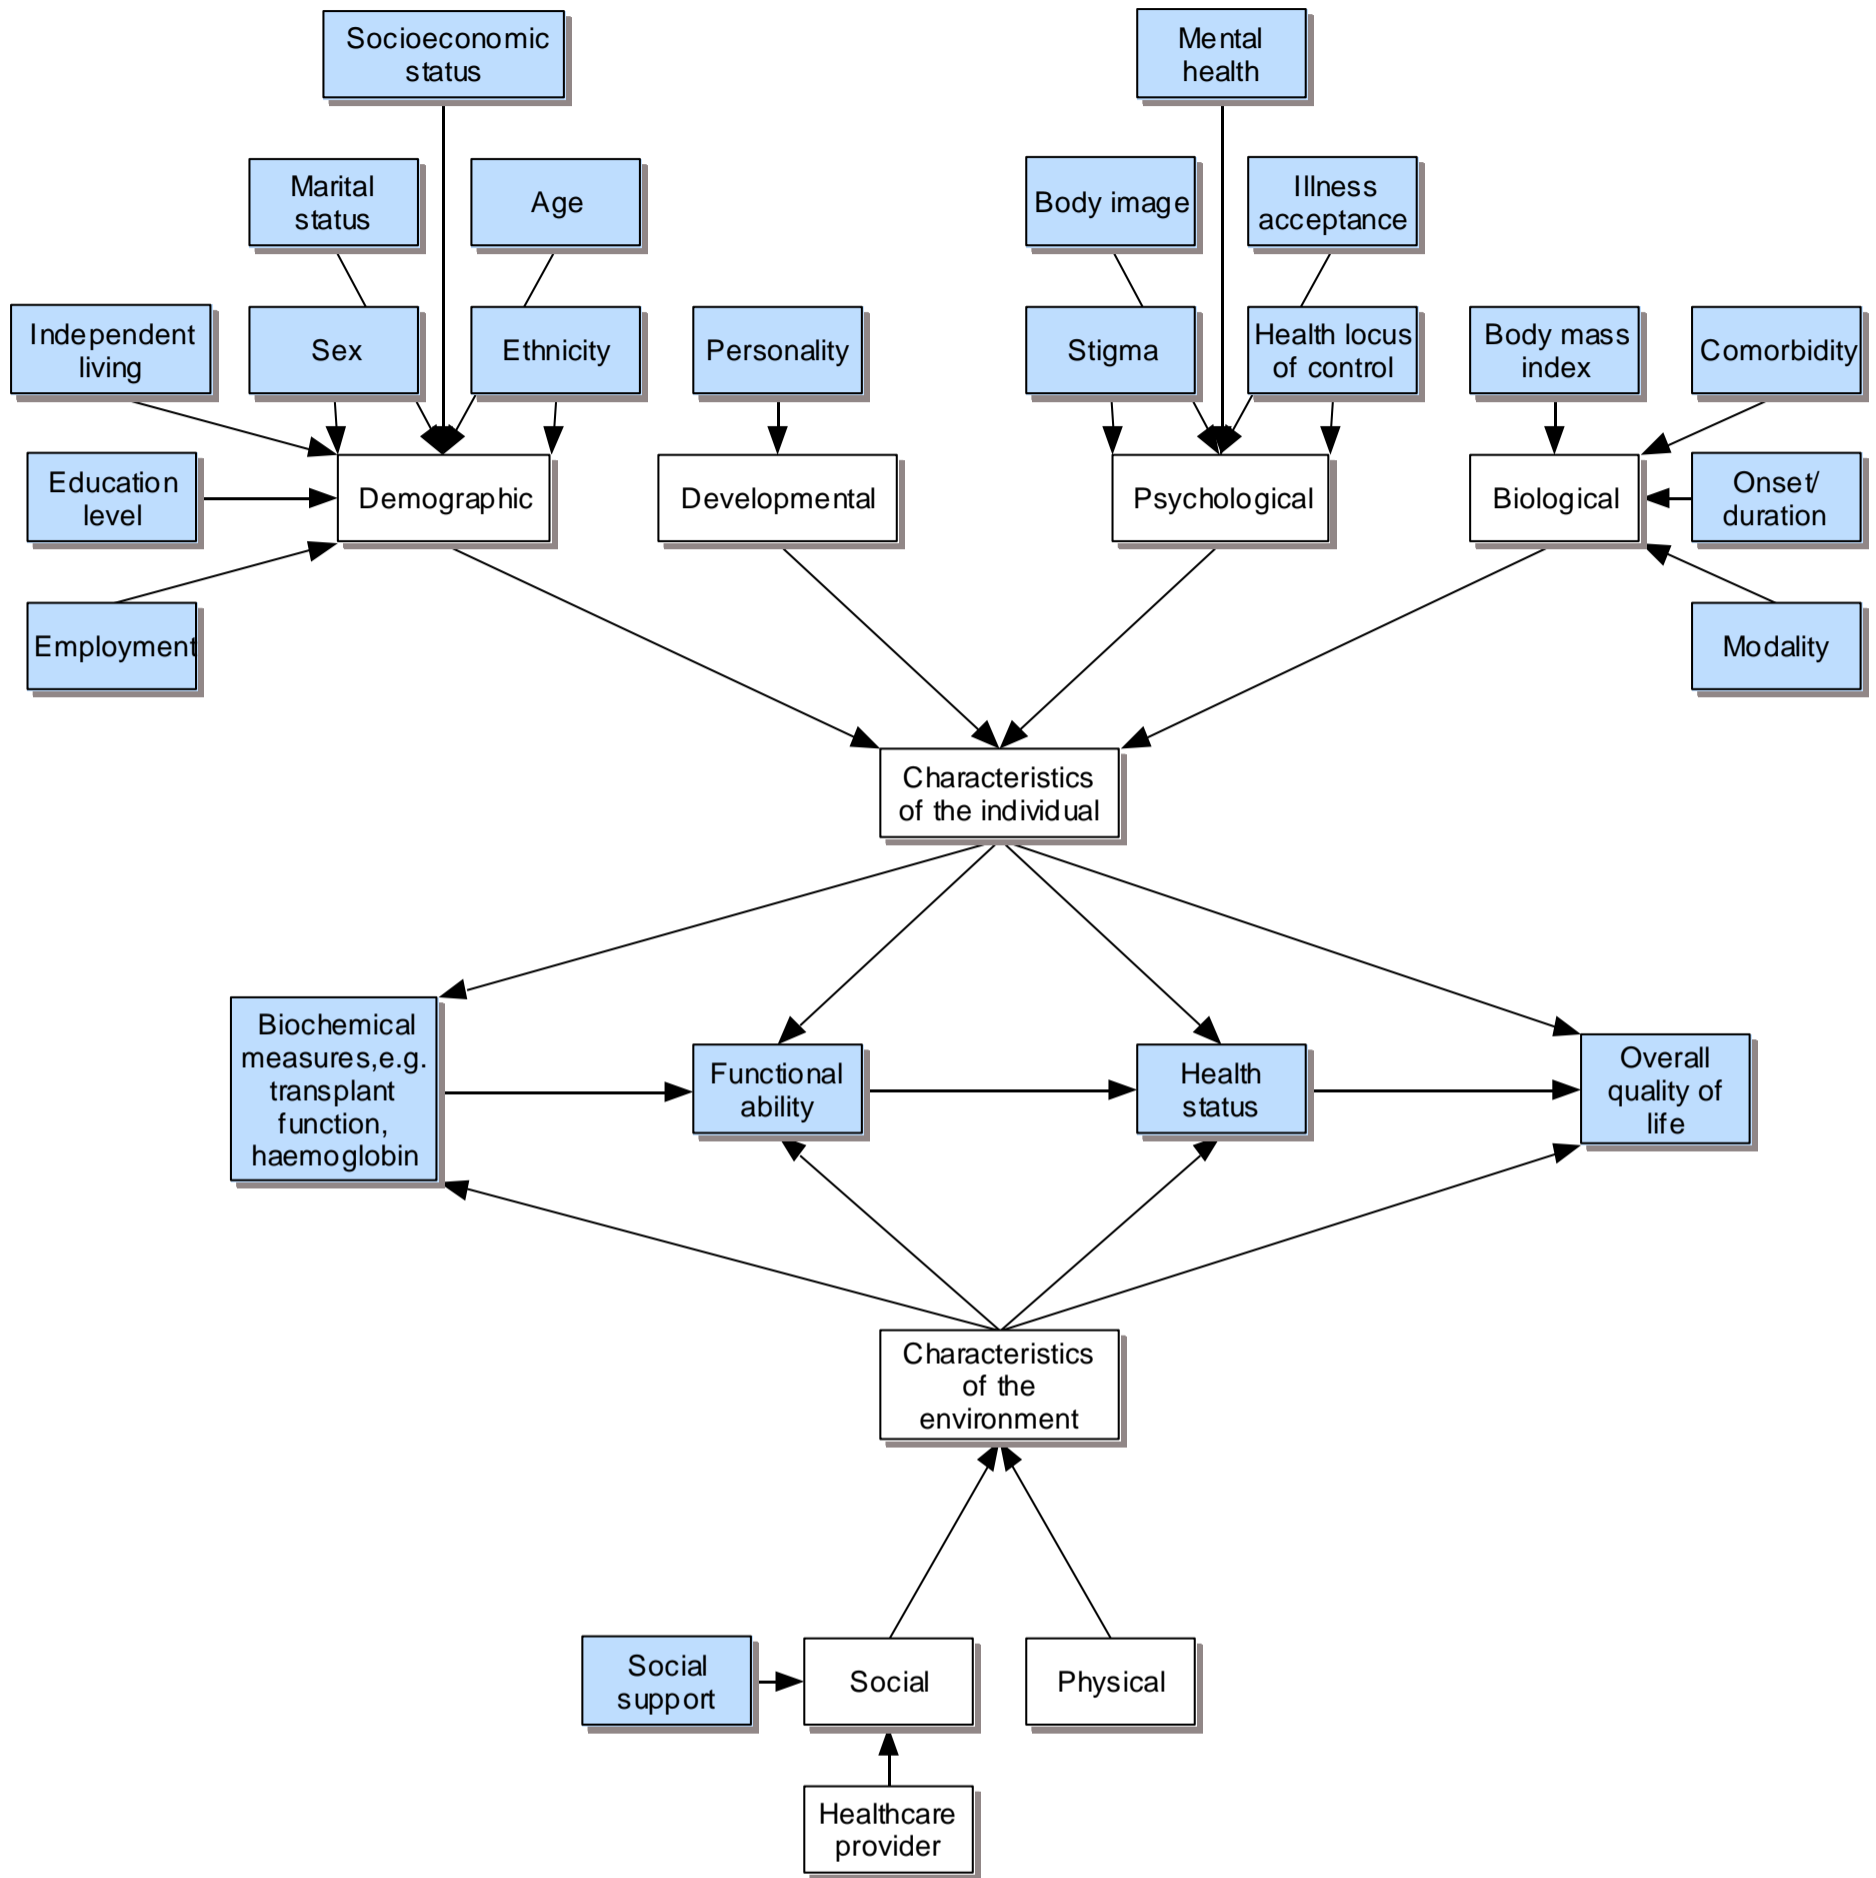 Socioeconomic
status
Mental
health
Marital
status
Age
Body image
Illness
acceptance
Independent
living
Sex
Ethnicity
Personality
Stigma
Health locus
of control
Body mass
index
Comorbidity
Education
level
Demographic
Developmental
Psychological
Biological
Onset/
duration
Employment
Modality
Characteristics
of the individual
Biochemical
measures,e.g.
transplant
function,
haemoglobin
Functional
ability
Health
status
Overall
quality of
life
Characteristics
of the
environment
Social
support
Social
Physical
Healthcare
provider